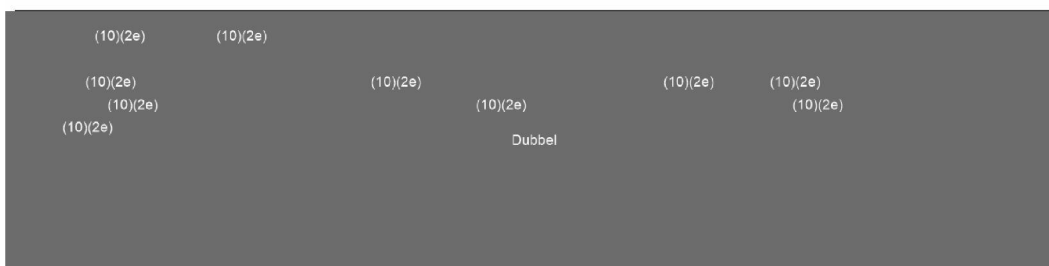 (10)(2e) (10)(2e)
(10)(2e) (10)(2e) (10)(2e) (10)(2e)
(10)(2e) (10)(2e) (10)(2e)
(10)(2e)
Dubbel